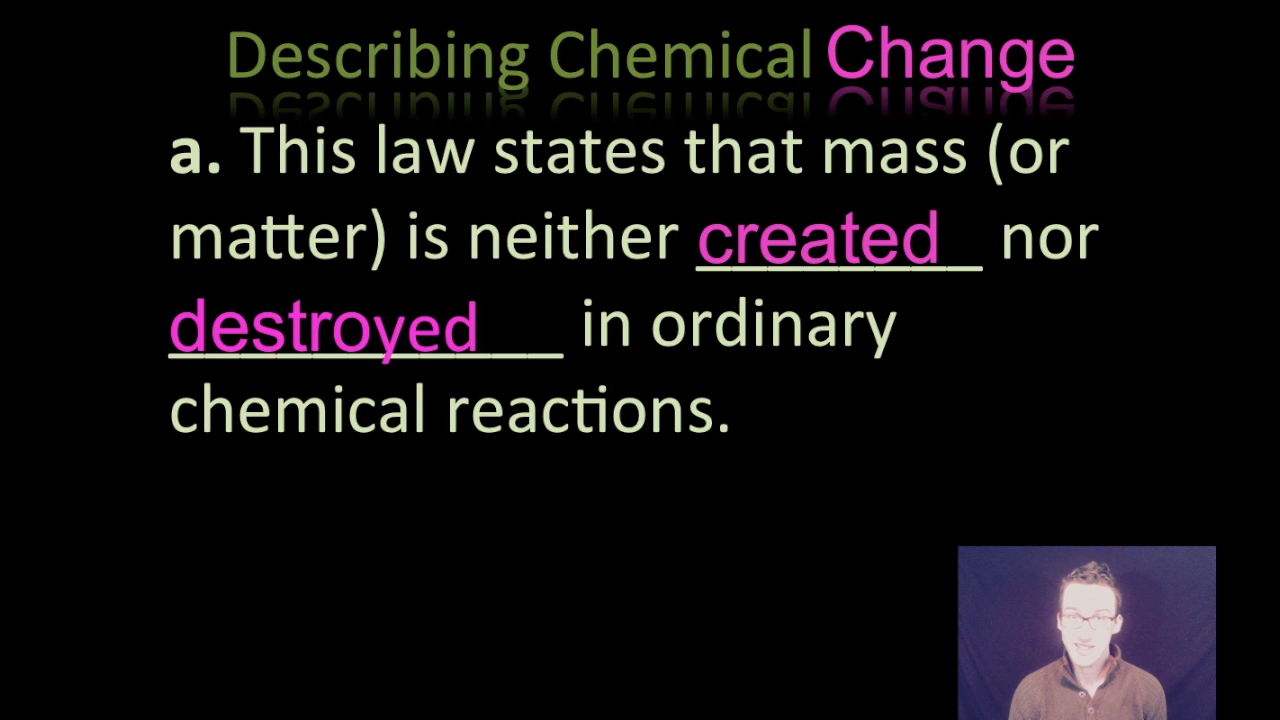 Describing Chemical Change
a. This law states that mass (or
matter) is neither created nor
destroyed in ordinary
chemical reactions.